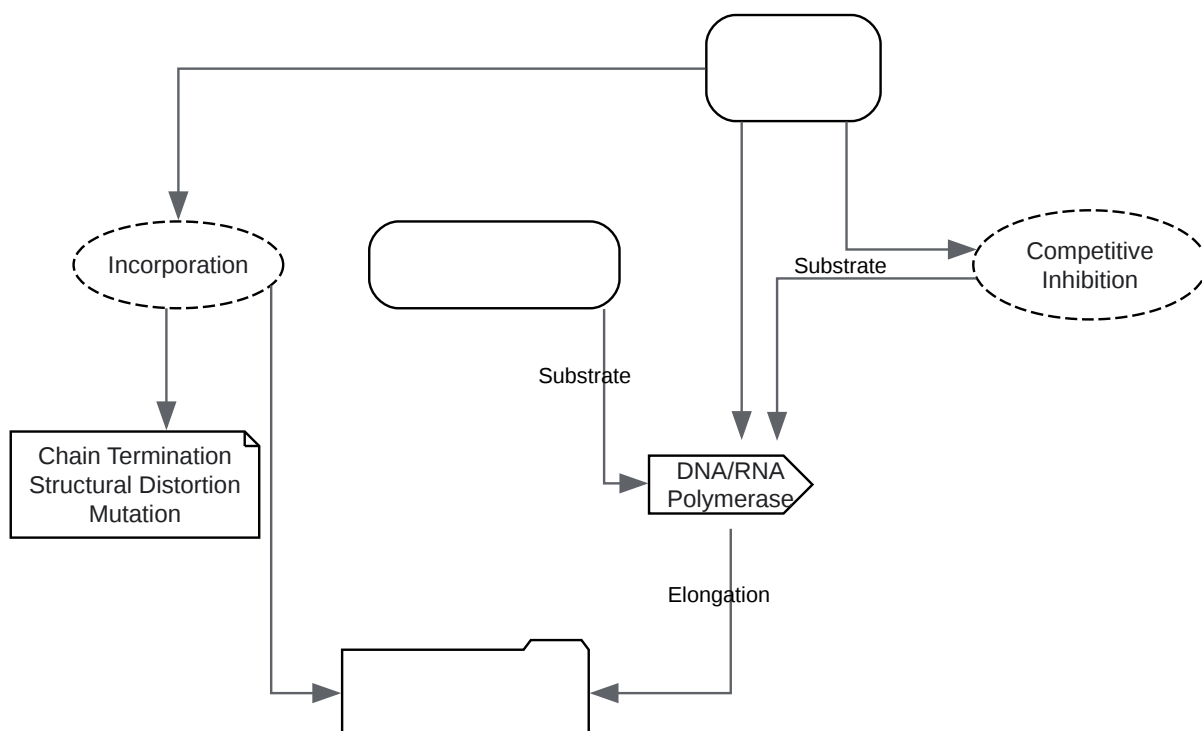 Incorporation
Substrate
Competitive
Inhibition
Substrate
Chain Termination
Structural Distortion
Mutation
DNA/RNA
Polymerase
Elongation